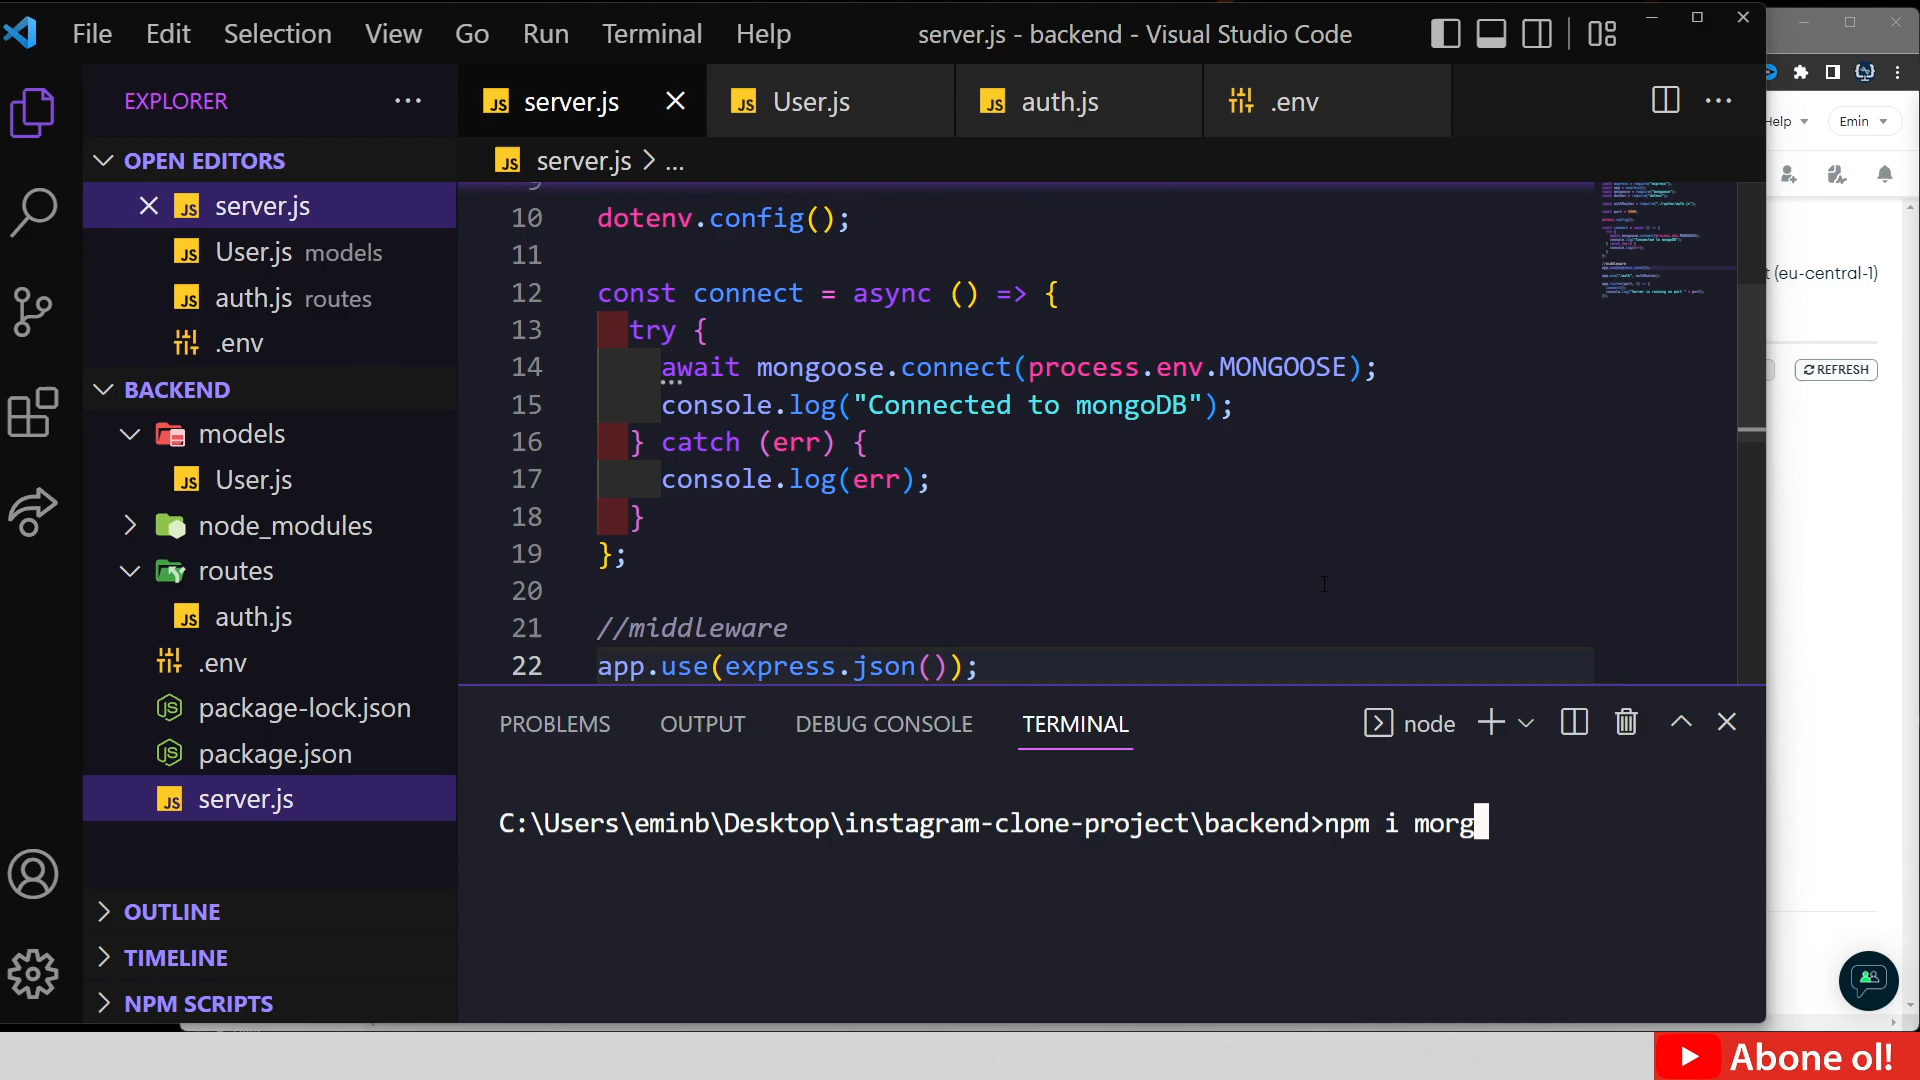 File Edit Selection View Go Run Terminal Help server.js - backend - Visual Studio Code
EXPLORER
server.js
User.js
auth.js
.env
server.js > ...
OPEN EDITORS
server.js
User.js models
auth.js routes
.env
BACKEND
models
User.js
node_modules
routes
auth.js
.env
package-lock.json
package.json
server.js
OUTLINE
TIMELINE
NPM SCRIPTS
10 dotenv.config();
11
12 const connect = async () => {
13 try {
14 await mongoose.connect(process.env.MONGOOSE);
15 console.log("Connected to mongoDB");
16 } catch (err) {
17 console.log(err);
18 }
19 };
20
21 //middleware
22 app.use(express.json());
PROBLEMS OUTPUT DEBUG CONSOLE TERMINAL node
C:\Users\eminb\Desktop\instagram-clone-project\backend>npm i morg
Help
Emin
(eu-central-1)
REFRESH
Abone ol!